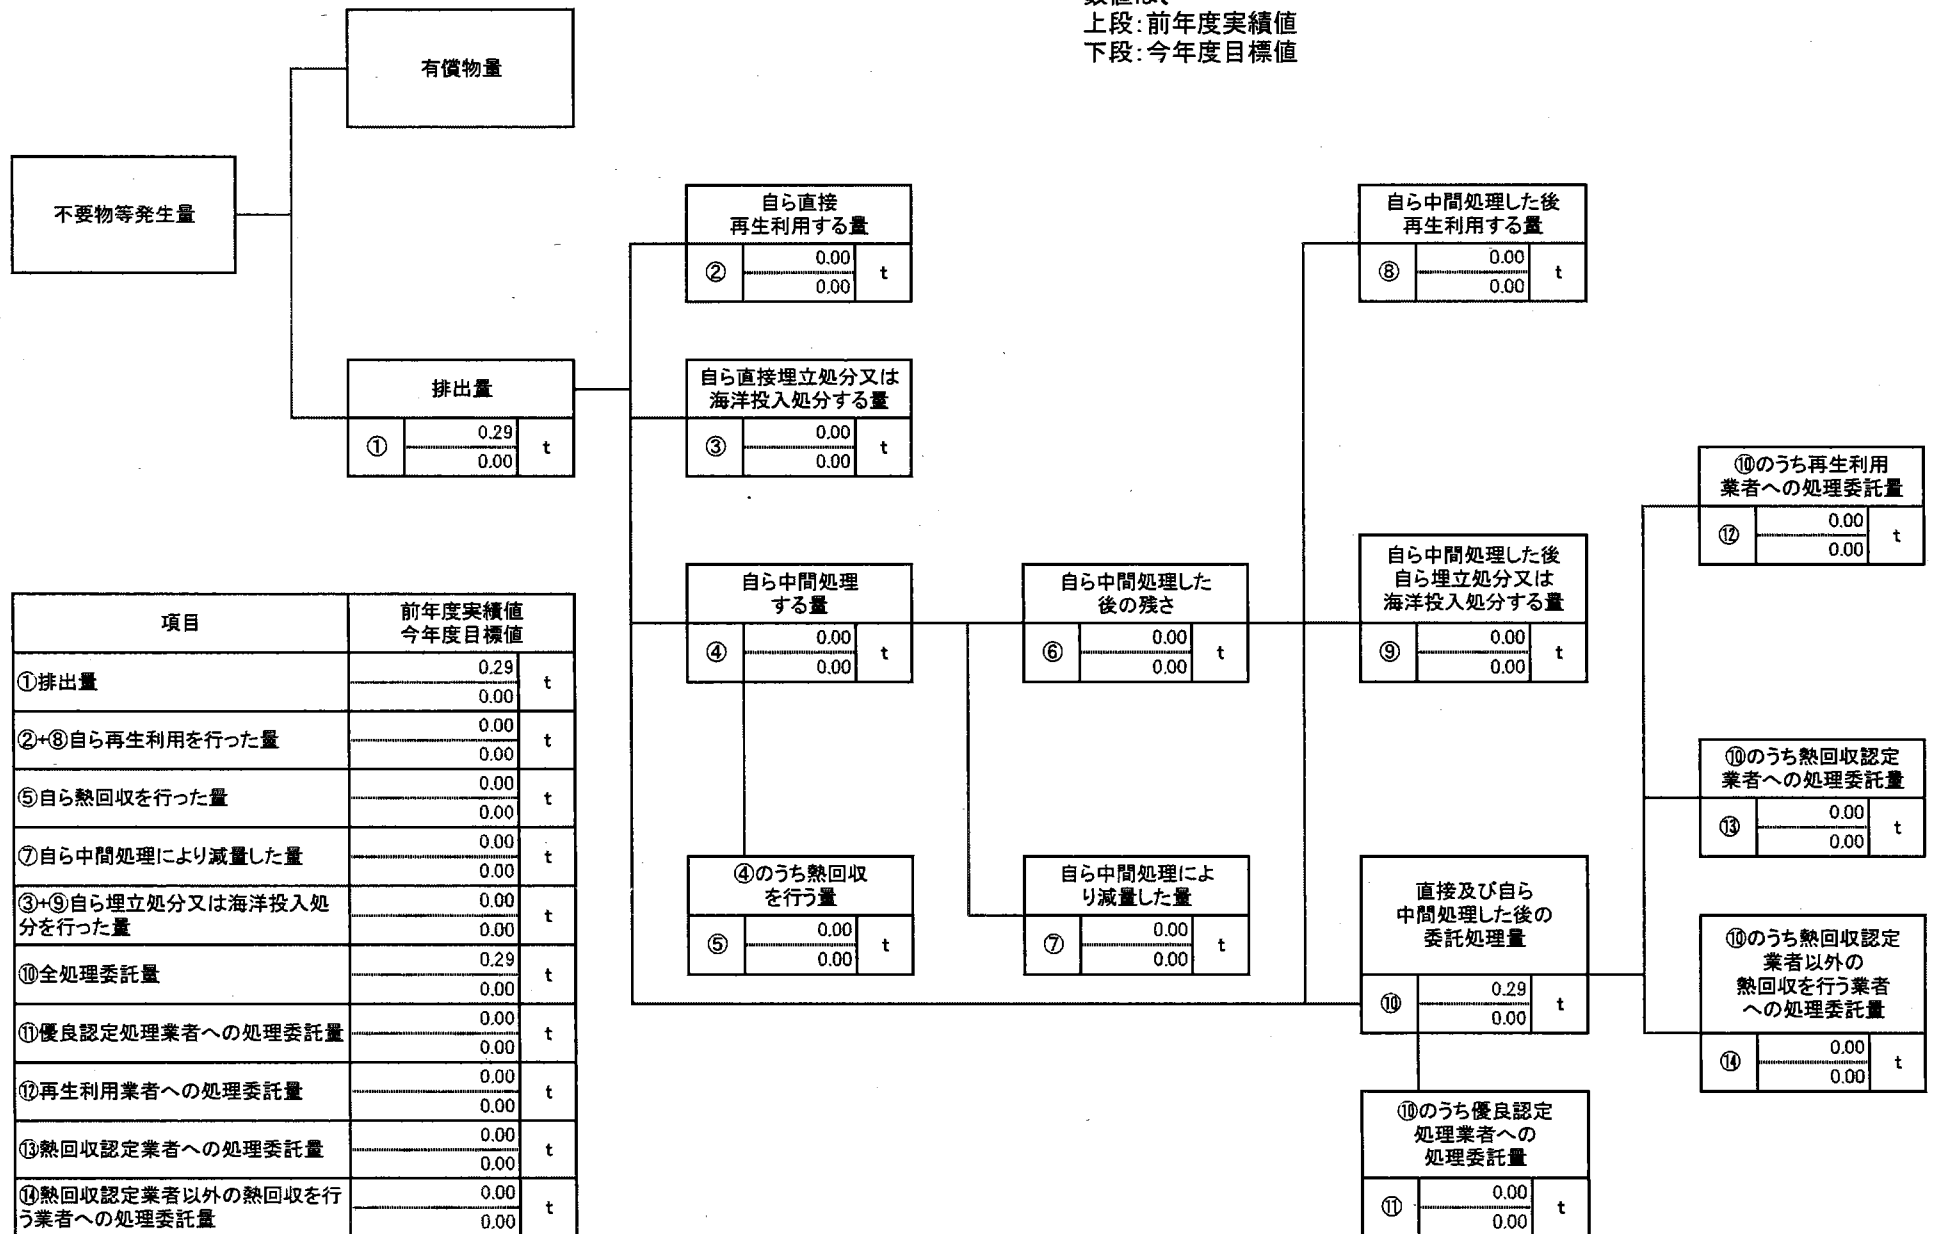 上段:前年度実績値
下段:今年度目標値
有償物量
不要物等発生量
排出量
① 0.29 t
0.00
自ら直接
再生利用する量
② 0.00 t
0.00
自ら直接埋立処分又は
海洋投入処分する量
③ 0.00 t
0.00
自ら中間処理
する量
④ 0.00 t
0.00
④のうち熱回収
を行う量
⑤ 0.00 t
0.00
自ら中間処理した
後の残さ
⑥ 0.00 t
0.00
自ら中間処理によ
り減量した量
⑦ 0.00 t
0.00
自ら中間処理した後
再生利用する量
⑧ 0.00 t
0.00
自ら中間処理した後
自ら埋立処分又は
海洋投入処分する量
⑨ 0.00 t
0.00
直接及び自ら
中間処理した後の
委託処理量
⑩ 0.29 t
0.00
⑩のうち優良認定
処理業者への
処理委託量
⑪ 0.00 t
0.00
⑩のうち再生利用
業者への処理委託量
⑫ 0.00 t
0.00
⑩のうち熱回収認定
業者への処理委託量
⑬ 0.00 t
0.00
⑩のうち熱回収認定
業者以外の
熱回収を行う業者
への処理委託量
⑭ 0.00 t
0.00
項目 前年度実績値
今年度目標値
①排出量 0.29 t
0.00
②+⑧自ら再生利用を行った量 0.00 t
0.00
⑤自ら熱回収を行った量 0.00 t
0.00
⑦自ら中間処理により減量した量 0.00 t
0.00
③+⑨自ら埋立処分又は海洋投入処 0.00 t
分を行った量 0.00
⑩全処理委託量 0.29 t
0.00
⑪優良認定処理業者への処理委託量 0.00 t
0.00
⑫再生利用業者への処理委託量 0.00 t
0.00
⑬熱回収認定業者への処理委託量 0.00 t
0.00
⑭熱回収認定業者以外の熱回収を行 0.00 t
う業者への処理委託量 0.00